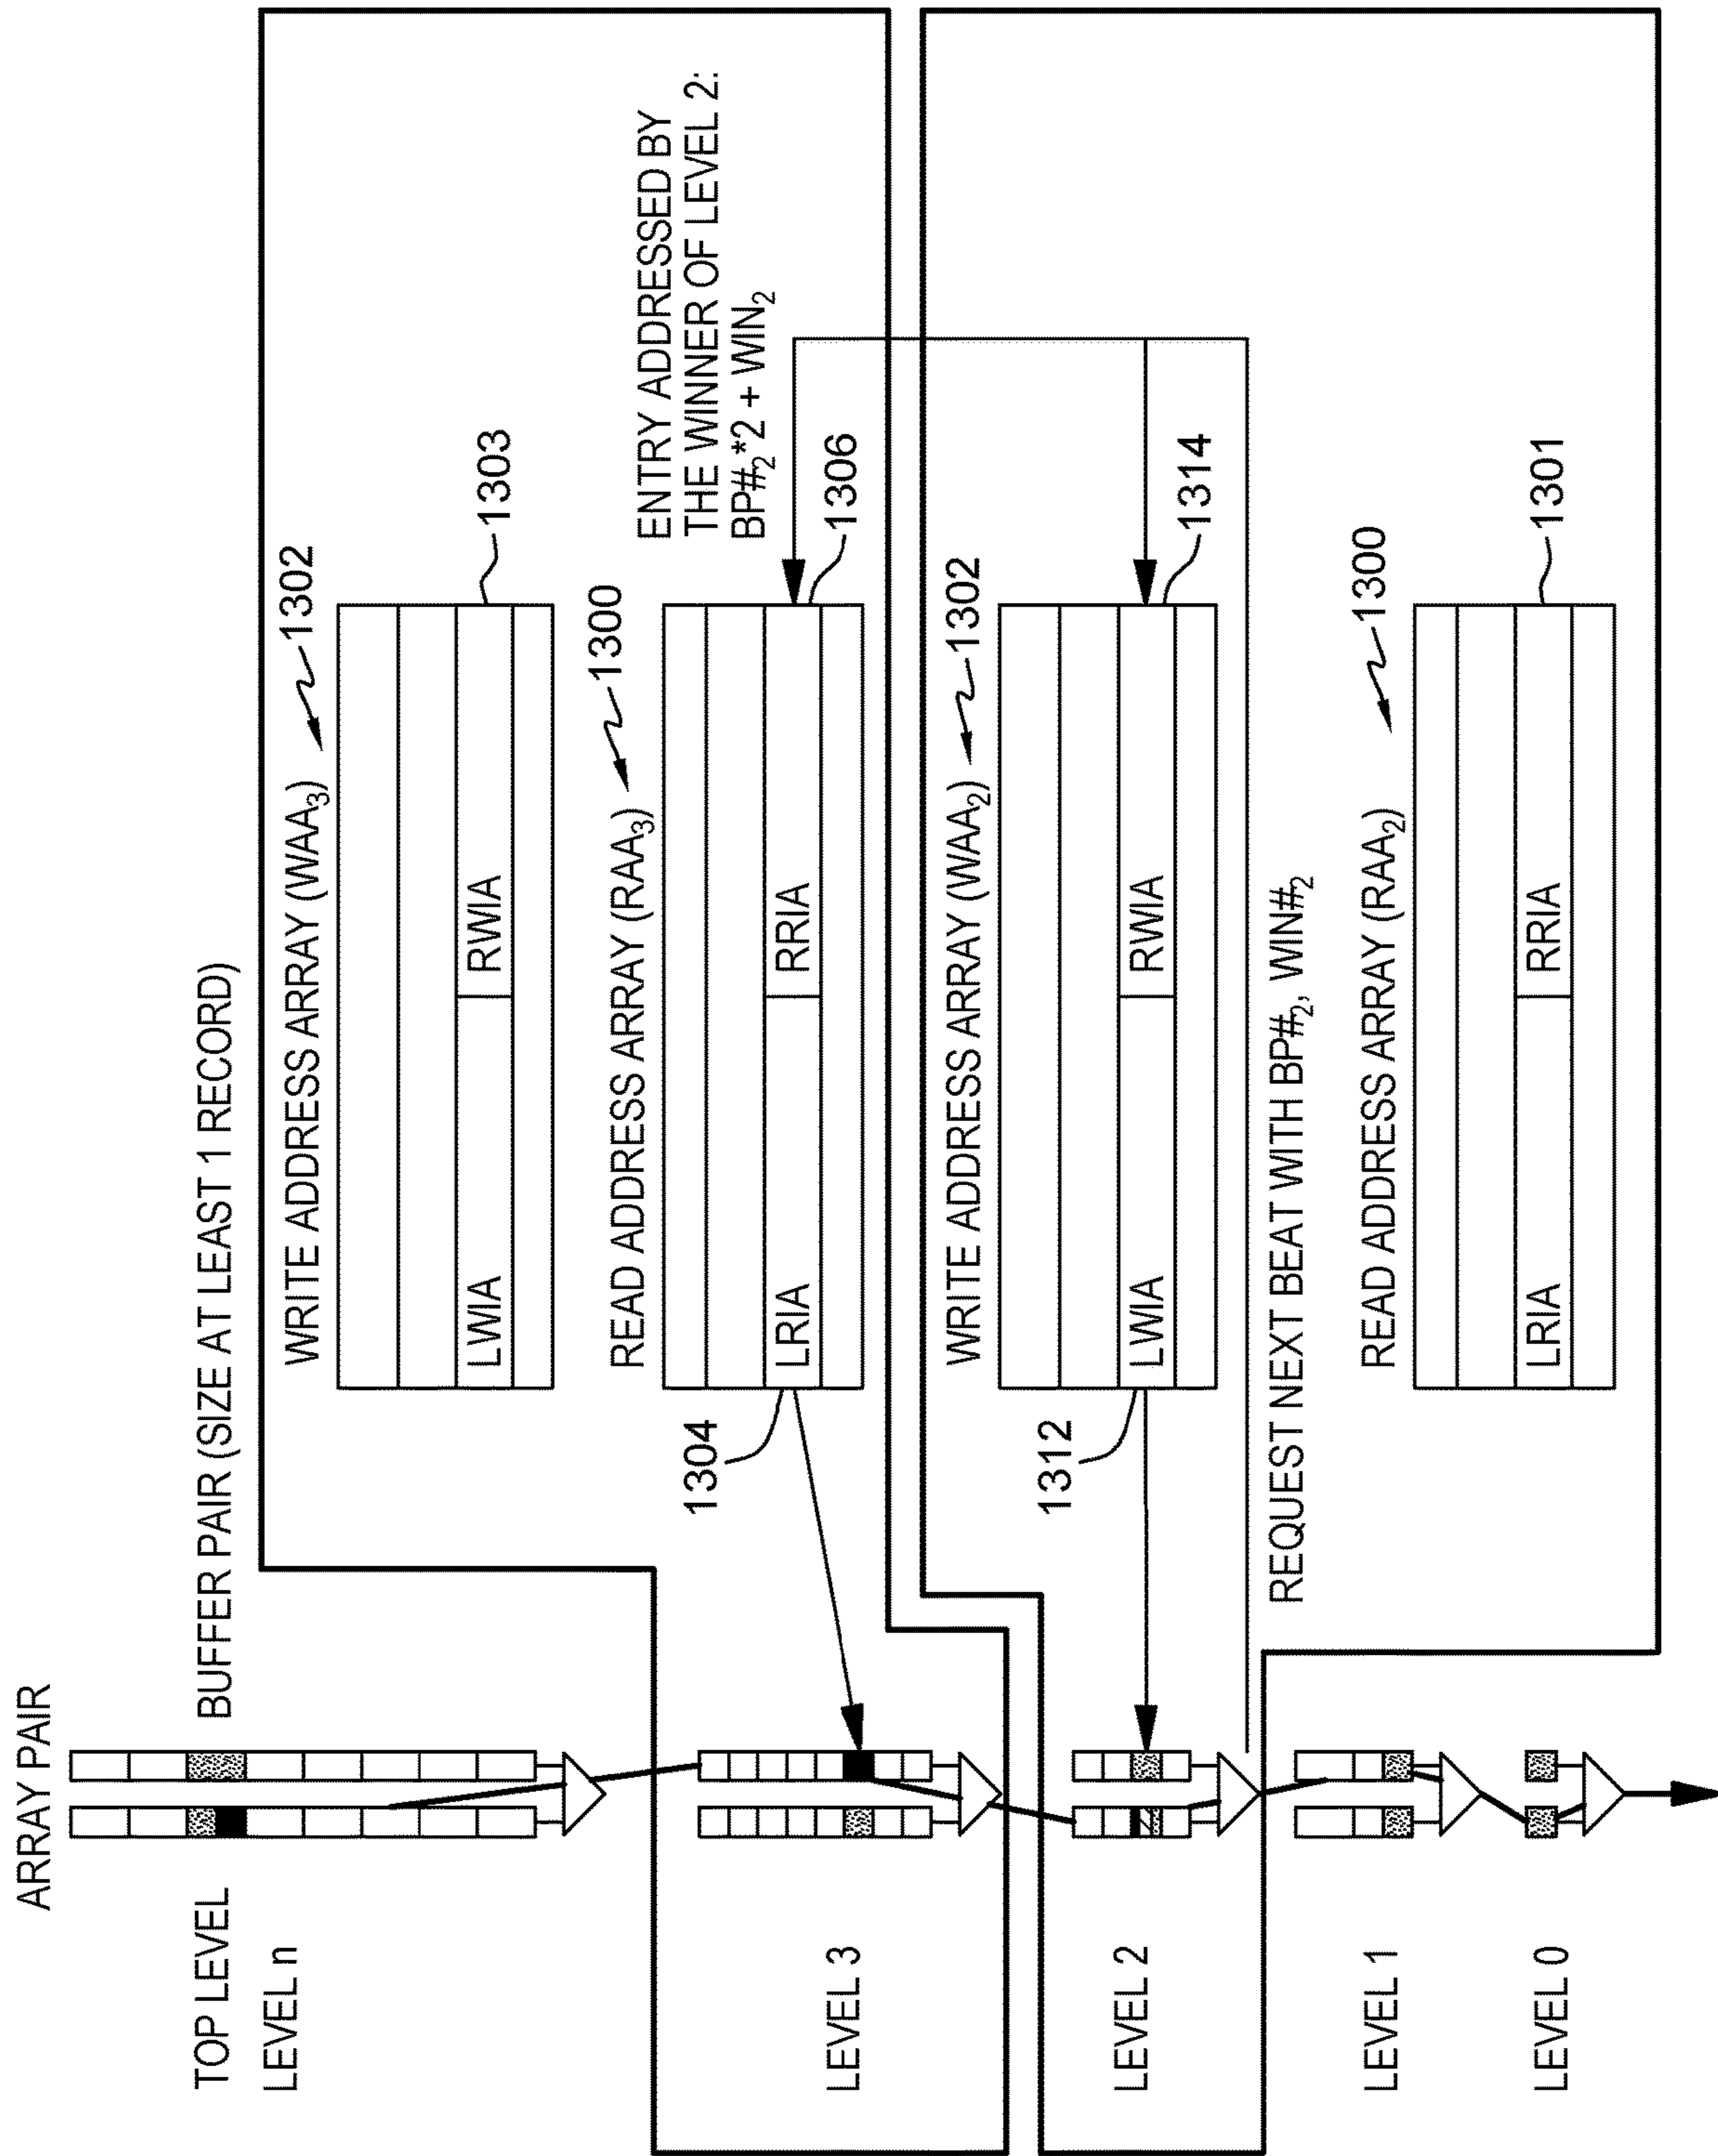 ARRAY PAIR
TOP LEVEL
LEVEL n
BUFFER PAIR (SIZE AT LEAST 1 RECORD)
WRITE ADDRESS ARRAY (WAA₃)
1302
LWIA
RWIA
1303
LEVEL 3
READ ADDRESS ARRAY (RAA₃)
1300
1304
LRIA
RRIA
1306
ENTRY ADDRESSED BY
THE WINNER OF LEVEL 2:
BP#₂*2 + WIN₂
LEVEL 2
WRITE ADDRESS ARRAY (WAA₂)
1302
1312
LWIA
RWIA
1314
REQUEST NEXT BEAT WITH BP#₂, WIN#₂
LEVEL 1
READ ADDRESS ARRAY (RAA₂)
1300
LRIA
RRIA
1301
LEVEL 0